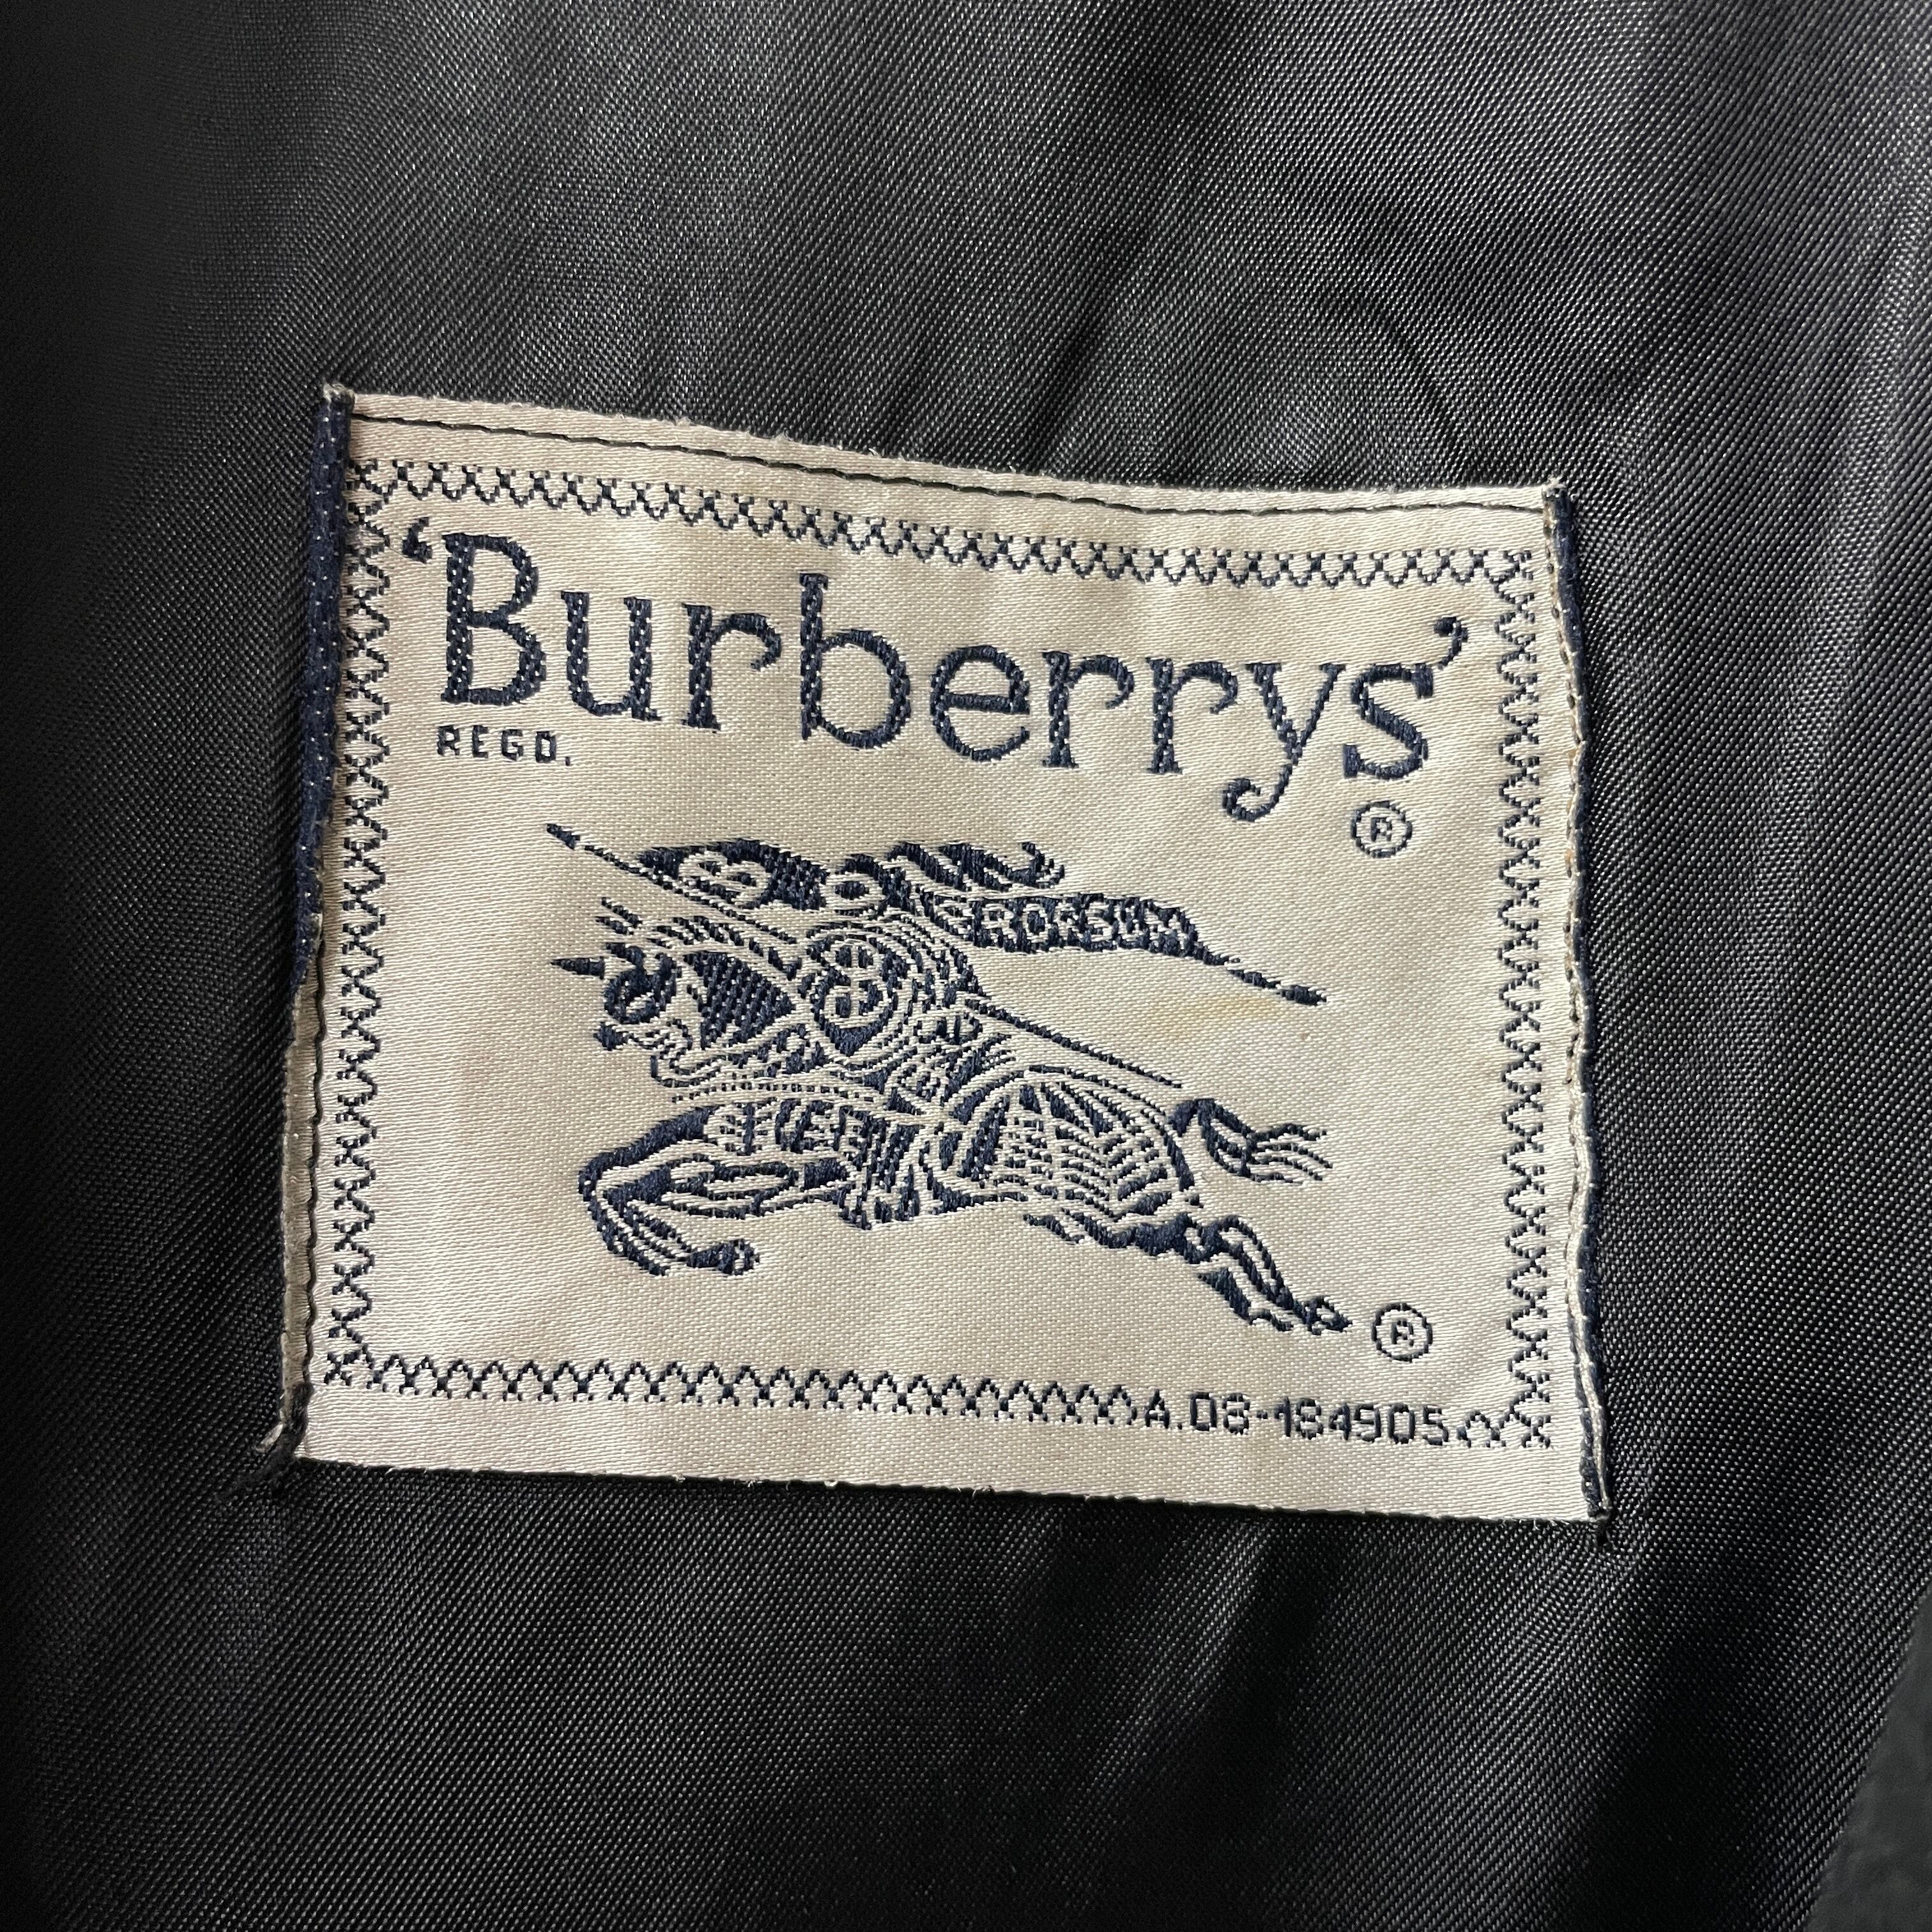 ‘Burberrys’
REGD.
®
PRORSUM
®
A.08-184905